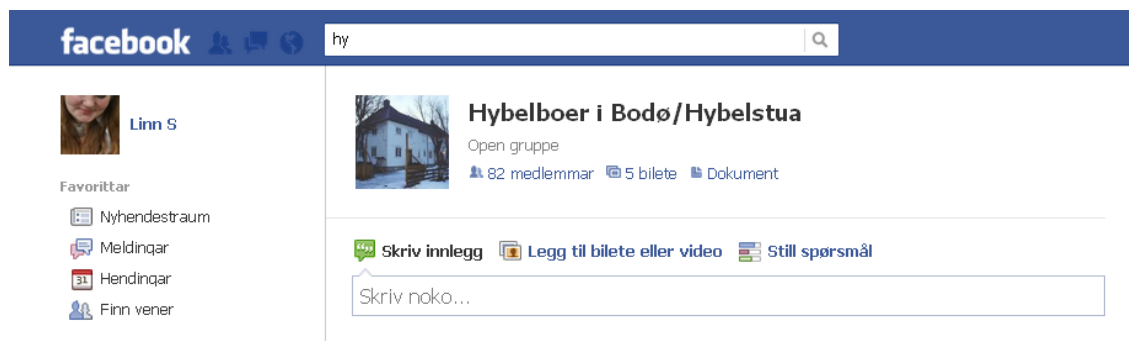 facebook hy
Linn S
Favorittar
Nyhendestraum
Meldingar
31 Hendingar
Finn vener
Hybelboer i Bodø/Hybelstua
Open gruppe
82 medlemmar 5 bilete Dokument
Skriv innlegg Legg til bilete eller video Still spørsmål
Skriv noko...